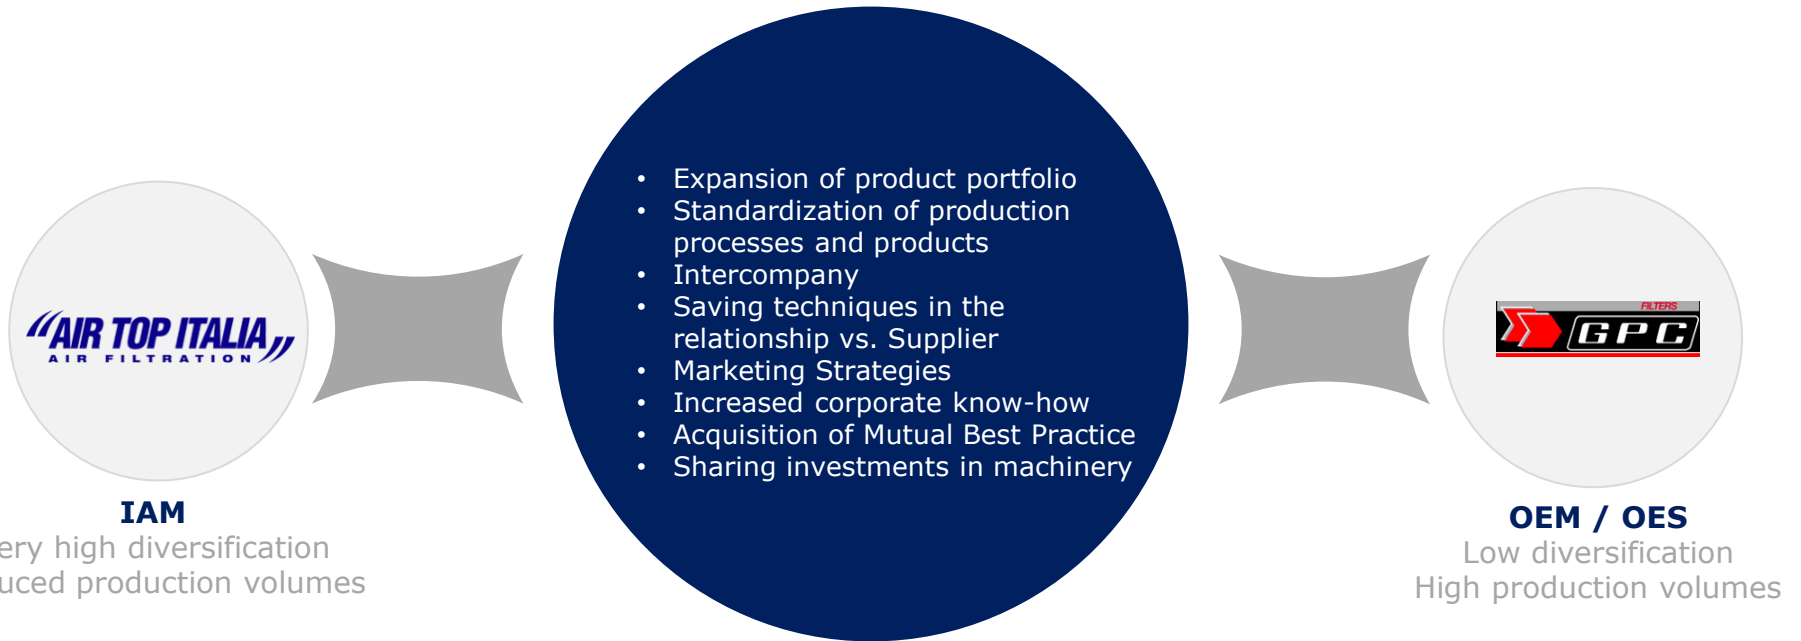 AIR TOP ITALIA
AIR FILTRATION
IAM
high diversification
production volumes
• Expansion of product portfolio
• Standardization of production
processes and products
• Intercompany
• Saving techniques in the
relationship vs. Supplier
• Marketing Strategies
• Increased corporate know-how
• Acquisition of Mutual Best Practice
• Sharing investments in machinery
FILTERS
GPC
OEM / OES
Low diversification
High production volumes